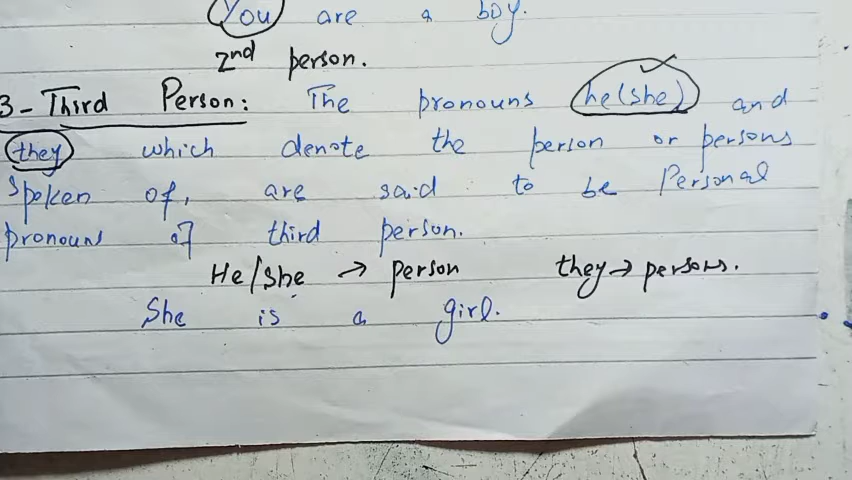 You are a boy.
2nd person.
3- Third Person: The pronouns he(she) and
they which denote the person or persons
spoken of, are said to be Personal
pronouns of third person.
He/she → person they → persons.
She is a girl.